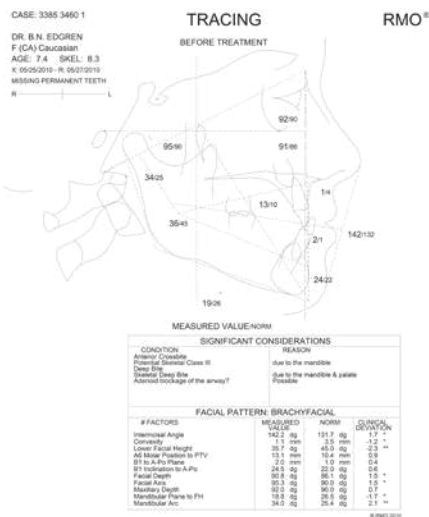 CASE: 3385 3460 1
TRACING
RMO®
DR. B.N. EDGREN
F (CA) Caucasian
AGE: 7.4 SKEL: 8.3
X: 05/25/2010 - R: 05/27/2010
MISSING PERMANENT TEETH
R L
BEFORE TREATMENT
92/90
95/90
91/86
34/25
1/4
13/10
36/45
142/132
2/1
24/22
19/26
MEASURED VALUE/NORM
SIGNIFICANT CONSIDERATIONS
CONDITION REASON
Anterior Crossbite
Potential Skeletal Class III due to the mandible
Deep Bite
Skeletal Deep Bite due to the mandible & palate
Adenoid blockage of the airway? Possible
FACIAL PATTERN: BRACHYFACIAL
# FACTORS MEASURED VALUE NORM CLINICAL DEVIATION
Interincisal Angle 142.2 dg 131.7 dg 1.7 *
Convexity 1.1 mm 3.5 mm -1.2 *
Lower Facial Height 35.7 dg 45.0 dg -2.3 **
A6 Molar Position to PTV 13.1 mm 10.4 mm 0.9
B1 to A-Po Plane 2.0 mm 1.0 mm 0.4
B1 Inclination to A-Po 24.5 dg 22.0 dg 0.6
Facial Depth 90.8 dg 86.1 dg 1.5 *
Facial Axis 95.3 dg 90.0 dg 1.5 *
Maxillary Depth 92.0 dg 90.0 dg 0.7
Mandibular Plane to FH 18.8 dg 26.5 dg -1.7 *
Mandibular Arc 34.0 dg 25.4 dg 2.1 **